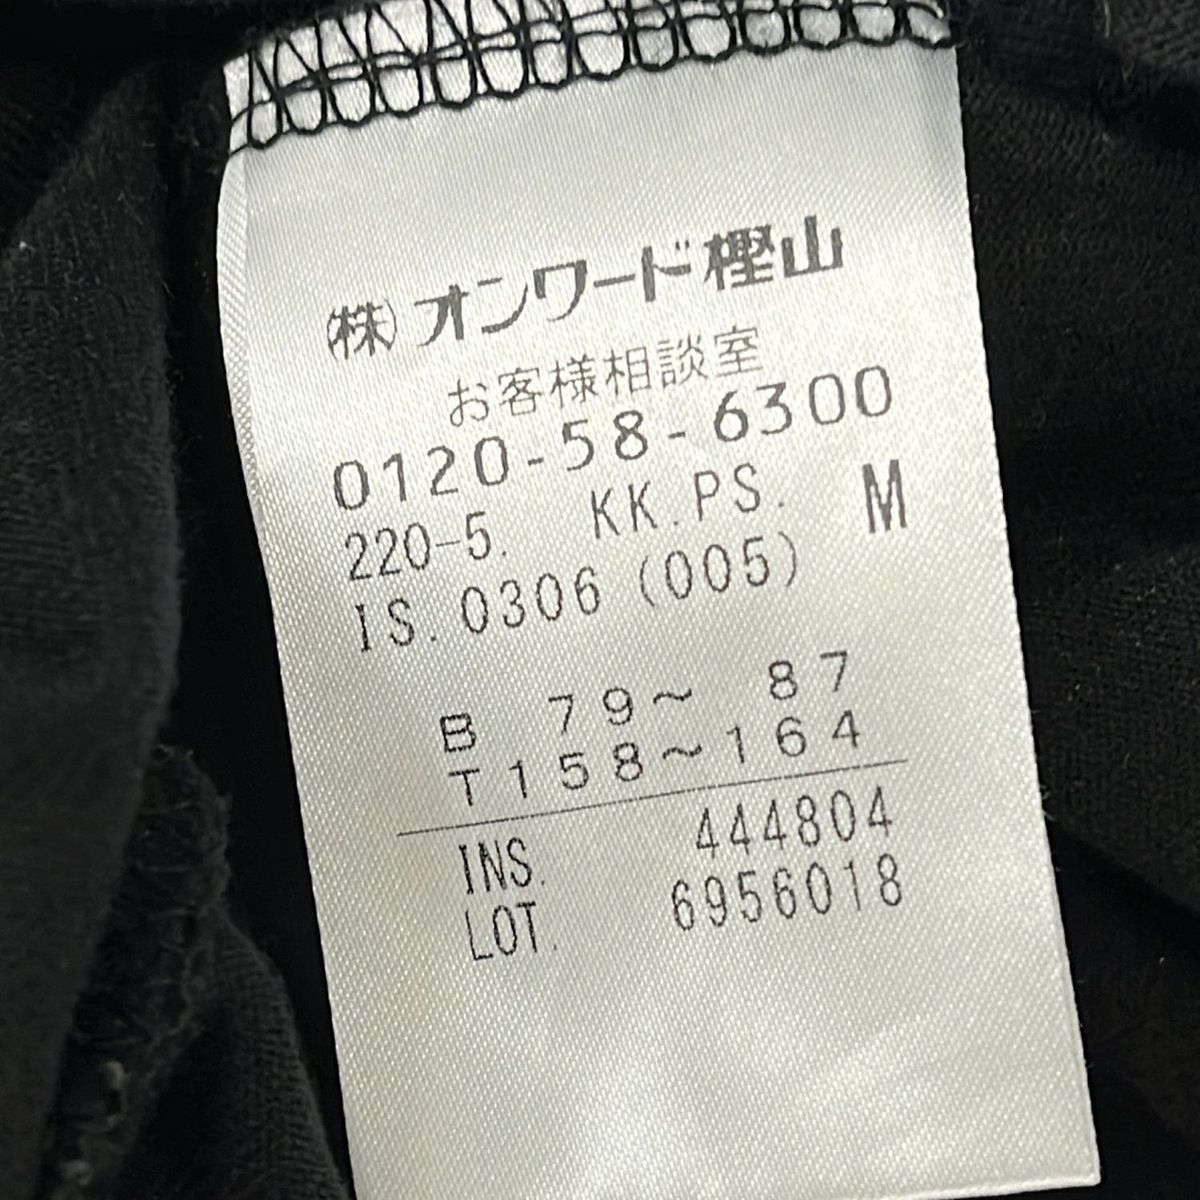 (株)オンワード樫山
お客様相談室
0120-58-6300
220-5. KK.PS. M
IS.0306(005)
B 79〜 87
T158〜164
INS. 444804
LOT. 6956018